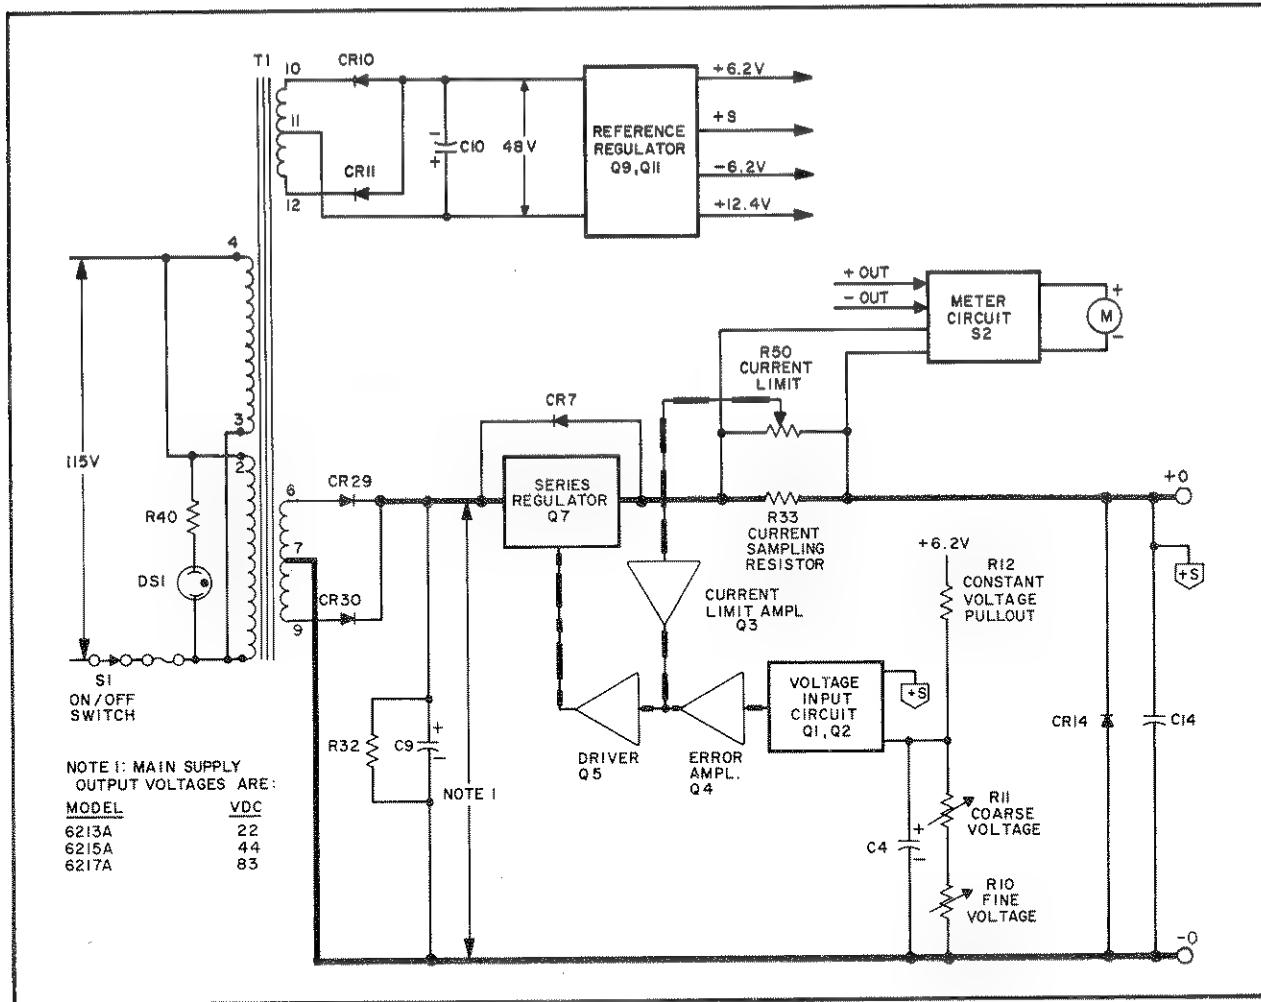 T1
10
CR10
11
CR11
12
C10
-
+
48V
REFERENCE
REGULATOR
Q9,Q11
+6.2V
+S
-6.2V
+12.4V
4
3
2
115V
R40
DS1
S1
ON/OFF
SWITCH
6
7
9
CR29
CR30
CR7
SERIES
REGULATOR
Q7
R50
CURRENT
LIMIT
+ OUT
- OUT
METER
CIRCUIT
S2
+
M
-
R33
CURRENT
SAMPLING
RESISTOR
CURRENT
LIMIT AMPL
Q3
+6.2V
R12
CONSTANT
VOLTAGE
PULLOUT
+O
+S
VOLTAGE
INPUT
CIRCUIT
Q1,Q2
+S
DRIVER
Q5
ERROR
AMPL.
Q4
R32
C9
+
-
NOTE 1
C4
+
-
R11
COARSE
VOLTAGE
R10
FINE
VOLTAGE
CR14
C14
-O
NOTE 1: MAIN SUPPLY
OUTPUT VOLTAGES ARE:
MODEL VDC
6213A 22
6215A 44
6217A 83